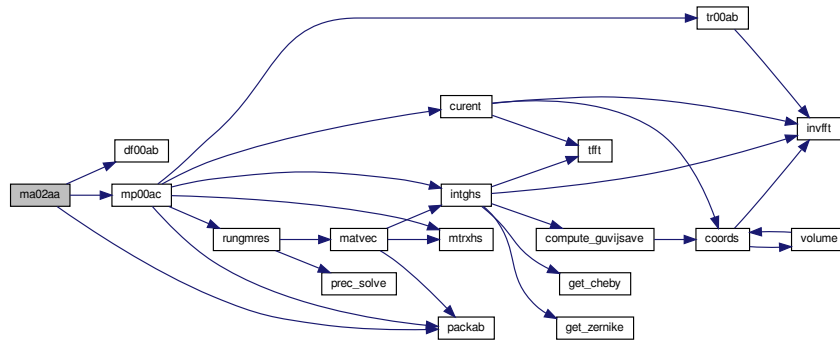 tr00ab
curent
invfft
df00ab
tfft
ma02aa
mp00ac
intghs
rungmres
matvec
mtrxhs
compute_guvijsave
coords
volume
prec_solve
get_cheby
packab
get_zernike